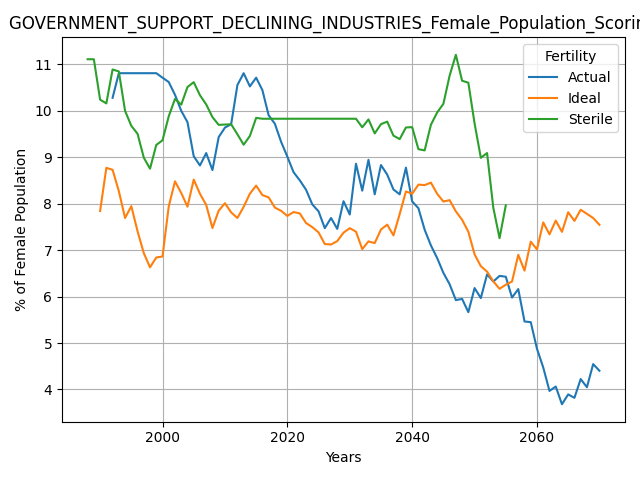 GOVERNMENT_SUPPORT_DECLINING_INDUSTRIES_Female_Population_Scorin
Fertility
Actual
Ideal
Sterile
% of Female Population
11
10
9
8
7
6
5
4
2000 2020 2040 2060
Years